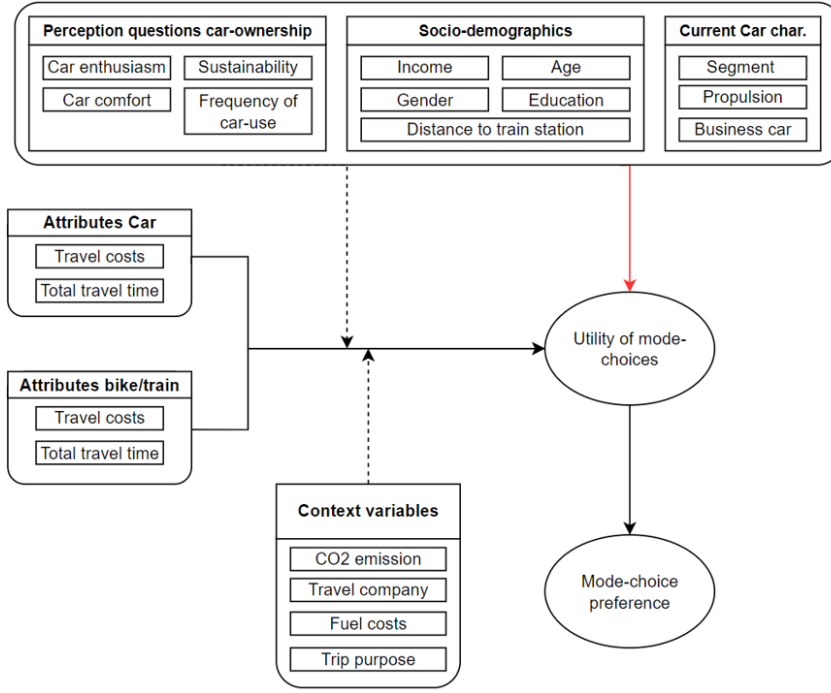 Perception questions car-ownership
Car enthusiasm
Sustainability
Car comfort
Frequency of
car-use
Socio-demographics
Income
Age
Gender
Education
Distance to train station
Current Car char.
Segment
Propulsion
Business car
Attributes Car
Travel costs
Total travel time
Utility of mode-
choices
Attributes bike/train
Travel costs
Total travel time
Context variables
CO2 emission
Travel company
Fuel costs
Trip purpose
Mode-choice
preference